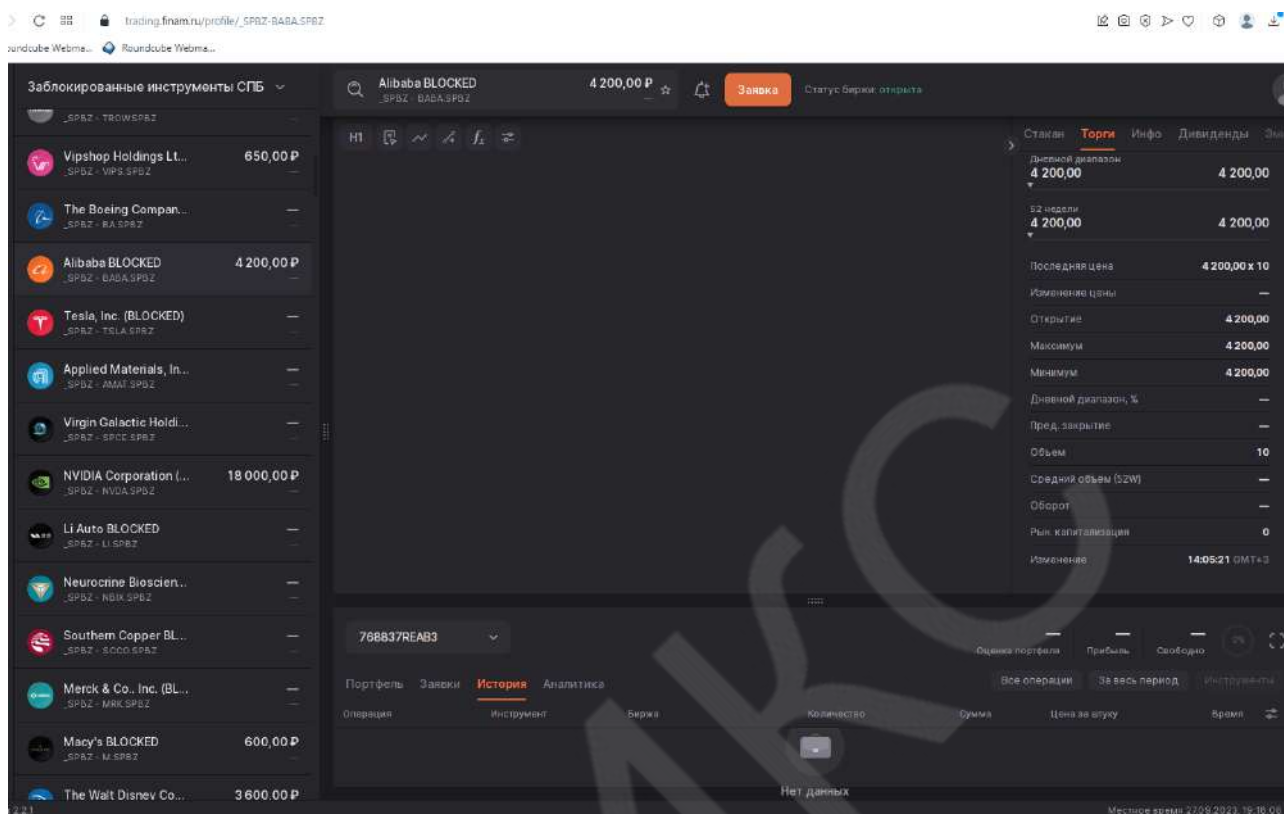 trading.finam.ru/profile/_SPBZ-BABA.SPBZ
Roundcube Webma...
Заблокированные инструменты СПБ
_SPBZ - TROW.SPBZ
Vipshop Holdings Lt...
650,00 ₽
_SPBZ - VIPS.SPBZ
The Boeing Compan...
—
_SPBZ - BA.SPBZ
Alibaba BLOCKED
4 200,00 ₽
_SPBZ - BABA.SPBZ
Tesla, Inc. (BLOCKED)
—
_SPBZ - TSLA.SPBZ
Applied Materials, In...
—
_SPBZ - AMAT.SPBZ
Virgin Galactic Holdi...
—
_SPBZ - SPCE.SPBZ
NVIDIA Corporation (...
18 000,00 ₽
_SPBZ - NVDA.SPBZ
Li Auto BLOCKED
—
_SPBZ - LI.SPBZ
Neurocrine Bioscien...
—
_SPBZ - NBIX.SPBZ
Southern Copper BL...
—
_SPBZ - SCCO.SPBZ
Merck & Co., Inc. (BL...
—
_SPBZ - MRK.SPBZ
Macy's BLOCKED
600,00 ₽
_SPBZ - M.SPBZ
The Walt Disney Co...
3 600,00 ₽
2.2.1
Alibaba BLOCKED
4 200,00 ₽
_SPBZ - BABA.SPBZ
Заявка
Статус биржи: открыта
H1
Стакан Торги Инфо Дивиденды
Дневной диапазон
4 200,00 4 200,00
52 недели
4 200,00 4 200,00
Последняя цена 4 200,00 x 10
Изменение цены —
Открытие 4 200,00
Максимум 4 200,00
Минимум 4 200,00
Дневной диапазон, % —
Пред. закрытие —
Объем 10
Средний объем (52W) —
Оборот —
Рын. капитализация 0
Изменение 14:05:21 GMT+3
768837REAB3
Оценка портфеля Прибыль Свободно
0%
Портфель Заявки История Аналитика
Все операции За весь период Инструменты
Операция Инструмент Биржа Количество Сумма Цена за штуку Время
Нет данных
Местное время 27.09.2023, 19:18:06